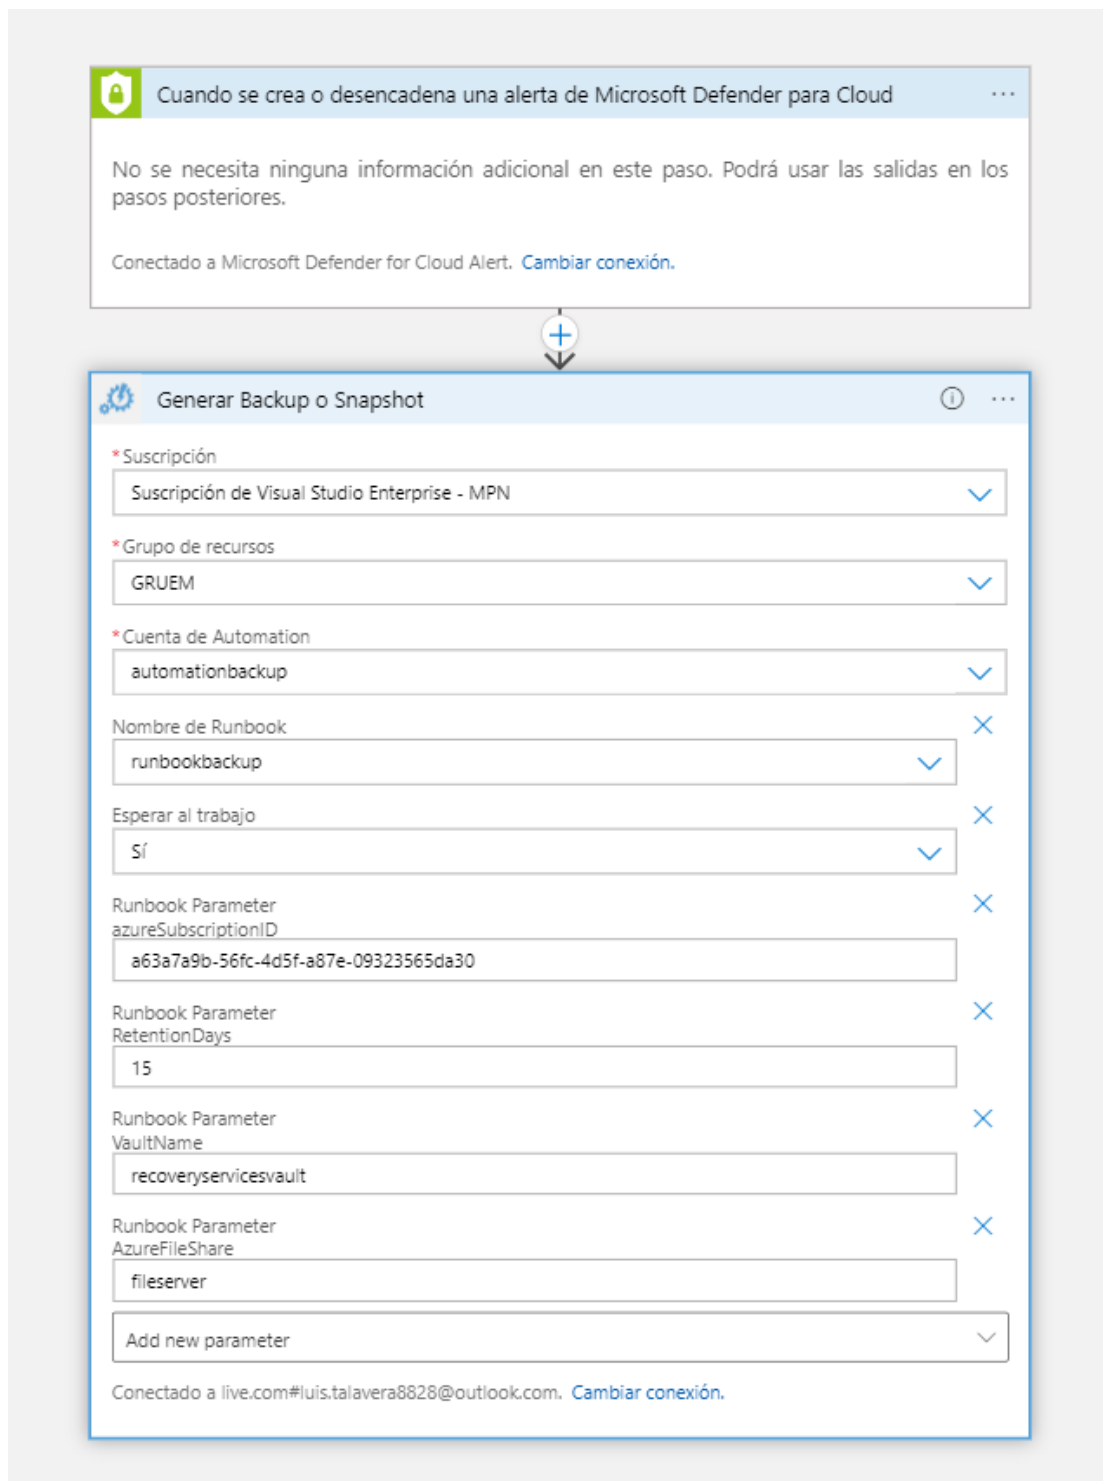 Cuando se crea o desencadena una alerta de Microsoft Defender para Cloud
No se necesita ninguna información adicional en este paso. Podrá usar las salidas en los
pasos posteriores.
Conectado a Microsoft Defender for Cloud Alert. Cambiar conexión.
Generar Backup o Snapshot
* Suscripción
Suscripción de Visual Studio Enterprise - MPN
* Grupo de recursos
GRUEM
* Cuenta de Automation
automationbackup
Nombre de Runbook
runbookbackup
Esperar al trabajo
Sí
Runbook Parameter
azureSubscriptionID
a63a7a9b-56fc-4d5f-a87e-09323565da30
Runbook Parameter
RetentionDays
15
Runbook Parameter
VaultName
recoveryservicesvault
Runbook Parameter
AzureFileShare
fileserver
Add new parameter
Conectado a live.com#luis.talavera8828@outlook.com. Cambiar conexión.